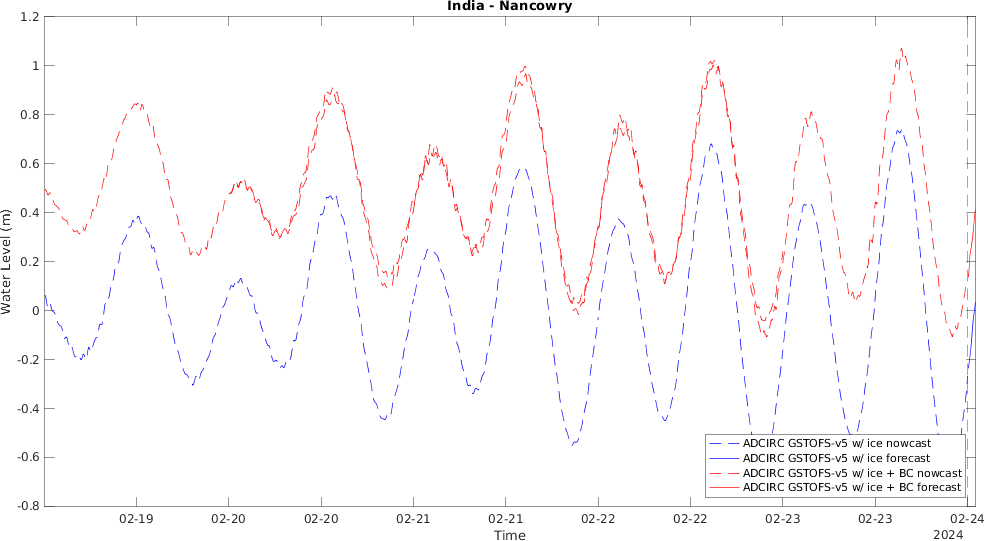 India - Nancowry
1.2
1
0.8
0.6
0.4
0.2
0
-0.2
-0.4
-0.6
-0.8
Water Level (m)
ADCIRC GSTOFS-v5 w/ ice nowcast
ADCIRC GSTOFS-v5 w/ ice forecast
ADCIRC GSTOFS-v5 w/ ice + BC nowcast
ADCIRC GSTOFS-v5 w/ ice + BC forecast
02-19 02-20 02-20 02-21 02-21 02-22 02-22 02-23 02-23 02-24
Time
2024